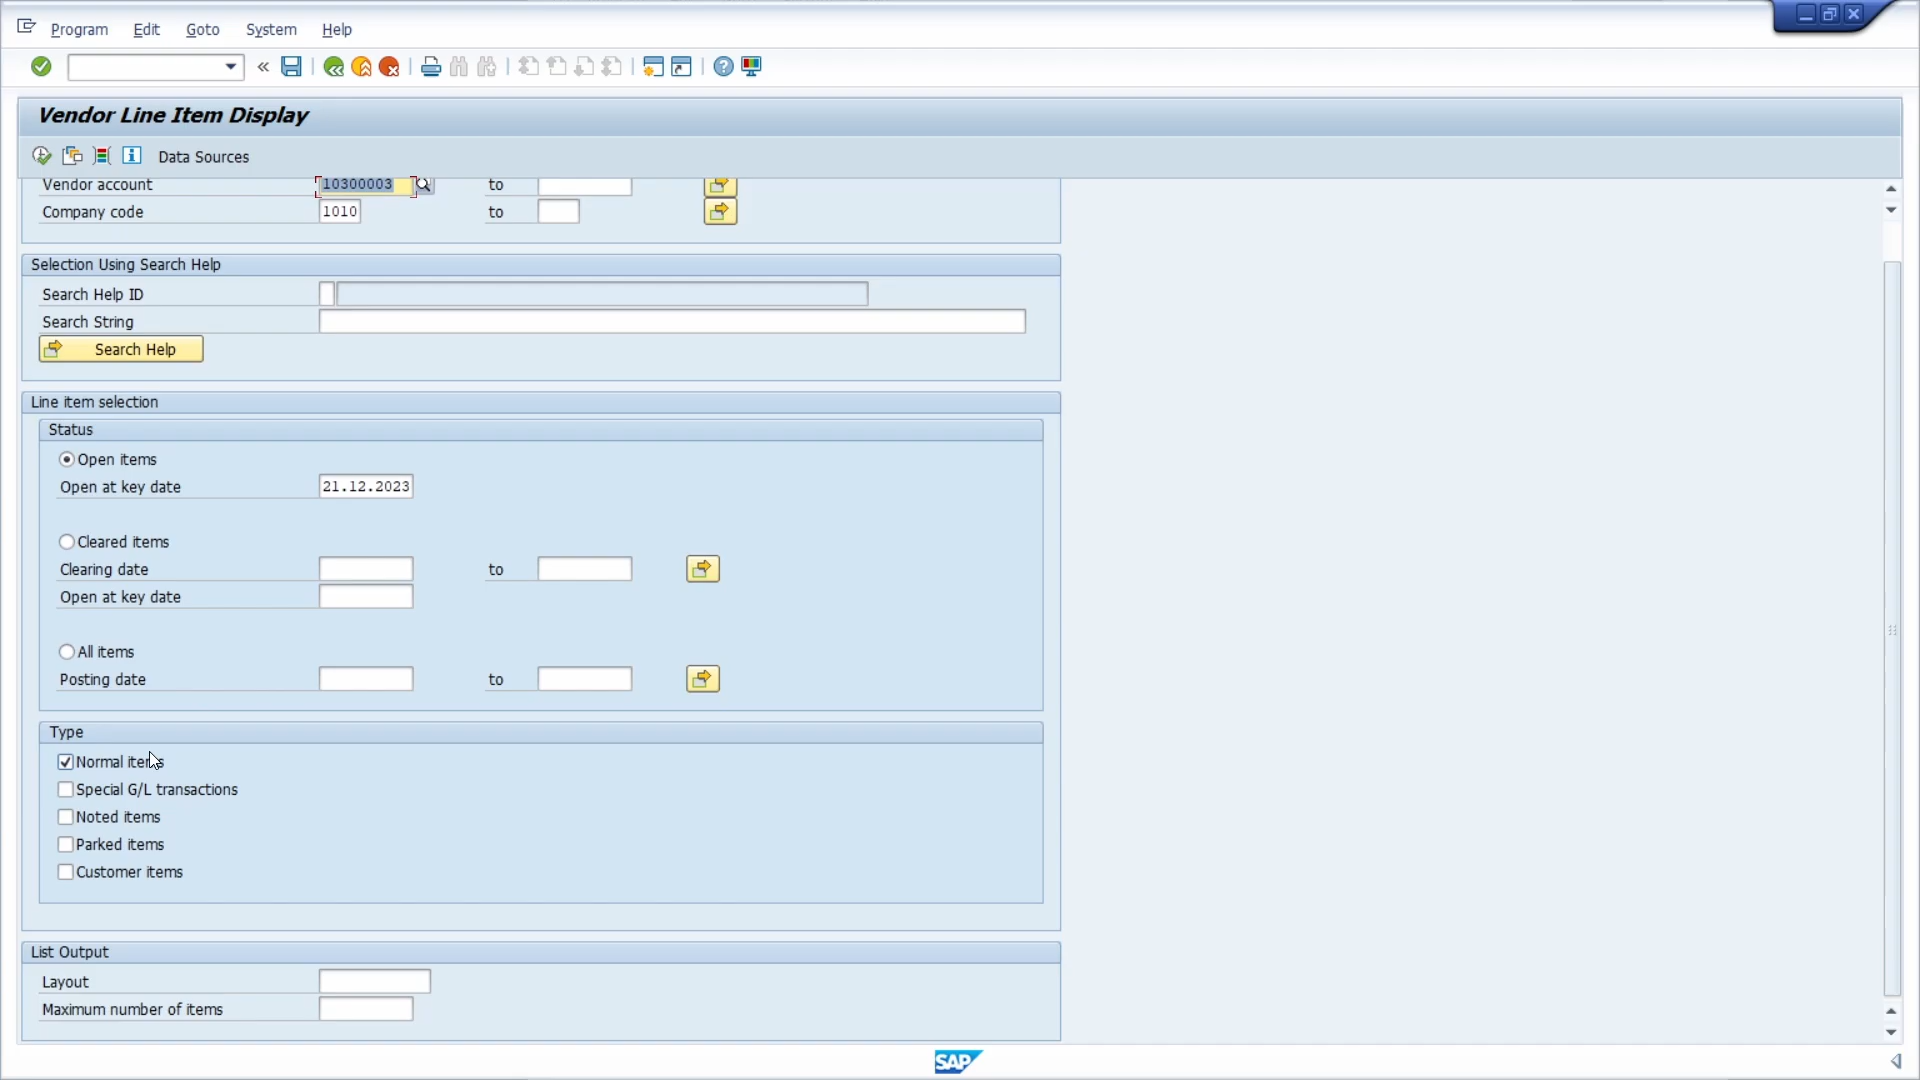 Program Edit Goto System Help
Vendor Line Item Display
Data Sources
Vendor account 10300003 to
Company code 1010 to
Selection Using Search Help
Search Help ID
Search String
Search Help
Line item selection
Status
Open items
Open at key date 21.12.2023
Cleared items
Clearing date to
Open at key date
All items
Posting date to
Type
Normal items
Special G/L transactions
Noted items
Parked items
Customer items
List Output
Layout
Maximum number of items
SAP